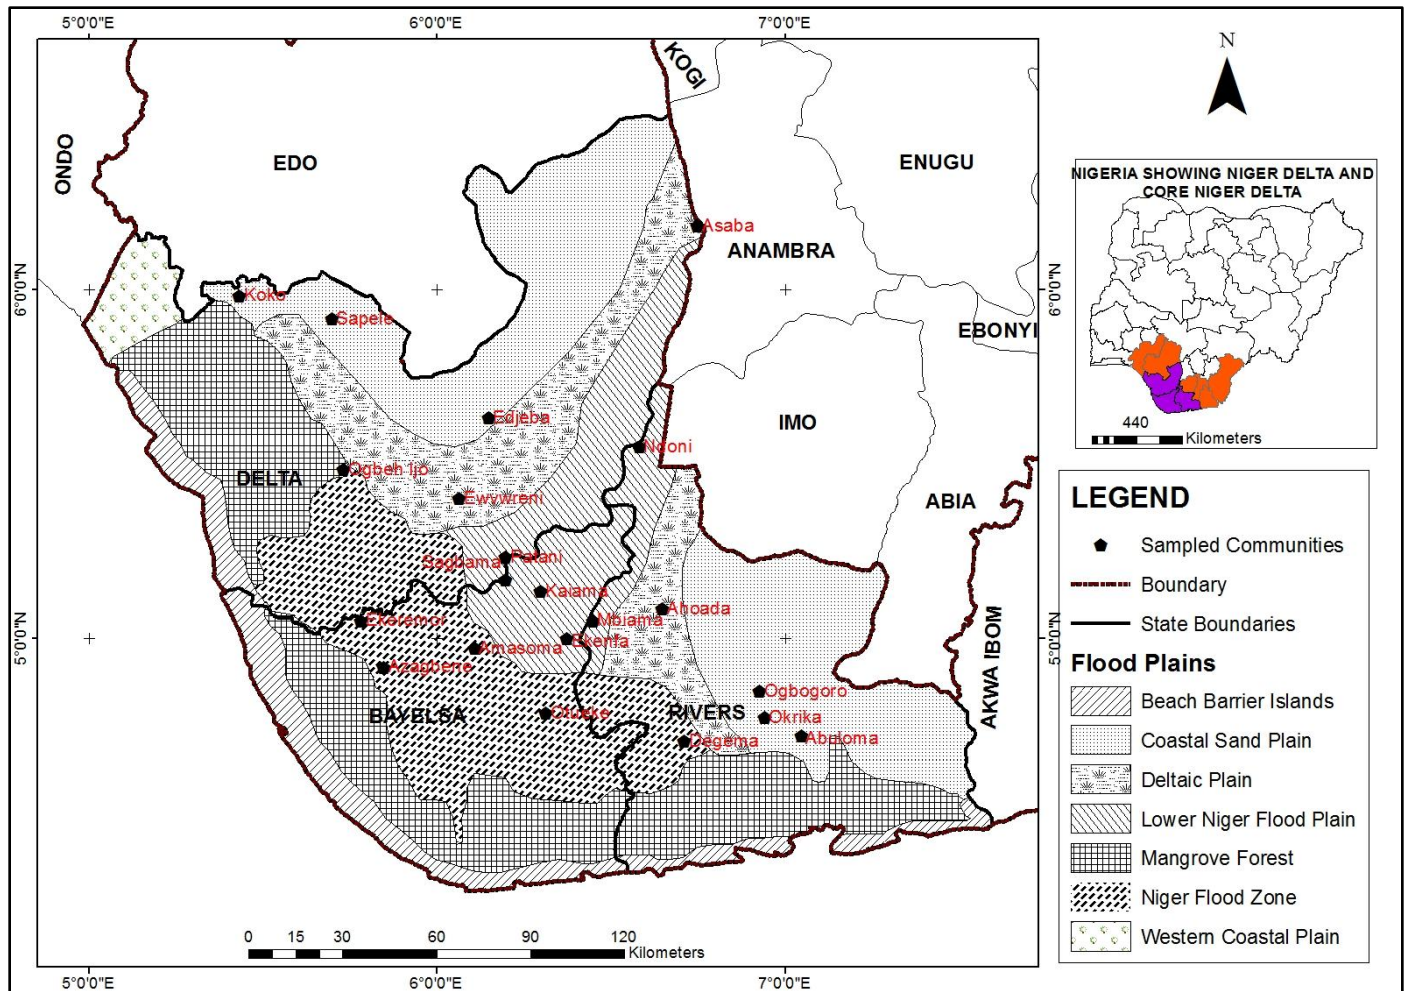 5°0'0"E 6°0'0"E 7°0'0"E
KOGI
N
ONDO
EDO
ENUGU
NIGERIA SHOWING NIGER DELTA AND
CORE NIGER DELTA
Asaba
ANAMBRA
6°0'0"N
6°0'0"N
Koko
Sapele
EBONYI
Edjeba
IMO
440
Kilometers
Ndoni
Ogbeh Ijo
DELTA
Ewvwreni
ABIA
Patani
Sagbama
Kaiama
Ahoada
Ekeremor
Mbiama
5°0'0"N
5°0'0"N
Amasoma
Ekenfa
Azagbene
AKWA IBOM
Ogbogoro
BAYELSA
Otueke
RIVERS
Okrika
Degema
Abuloma
LEGEND
Sampled Communities
Boundary
State Boundaries
Flood Plains
Beach Barrier Islands
Coastal Sand Plain
Deltaic Plain
Lower Niger Flood Plain
Mangrove Forest
Niger Flood Zone
Western Coastal Plain
0 15 30 60 90 120
Kilometers
5°0'0"E 6°0'0"E 7°0'0"E